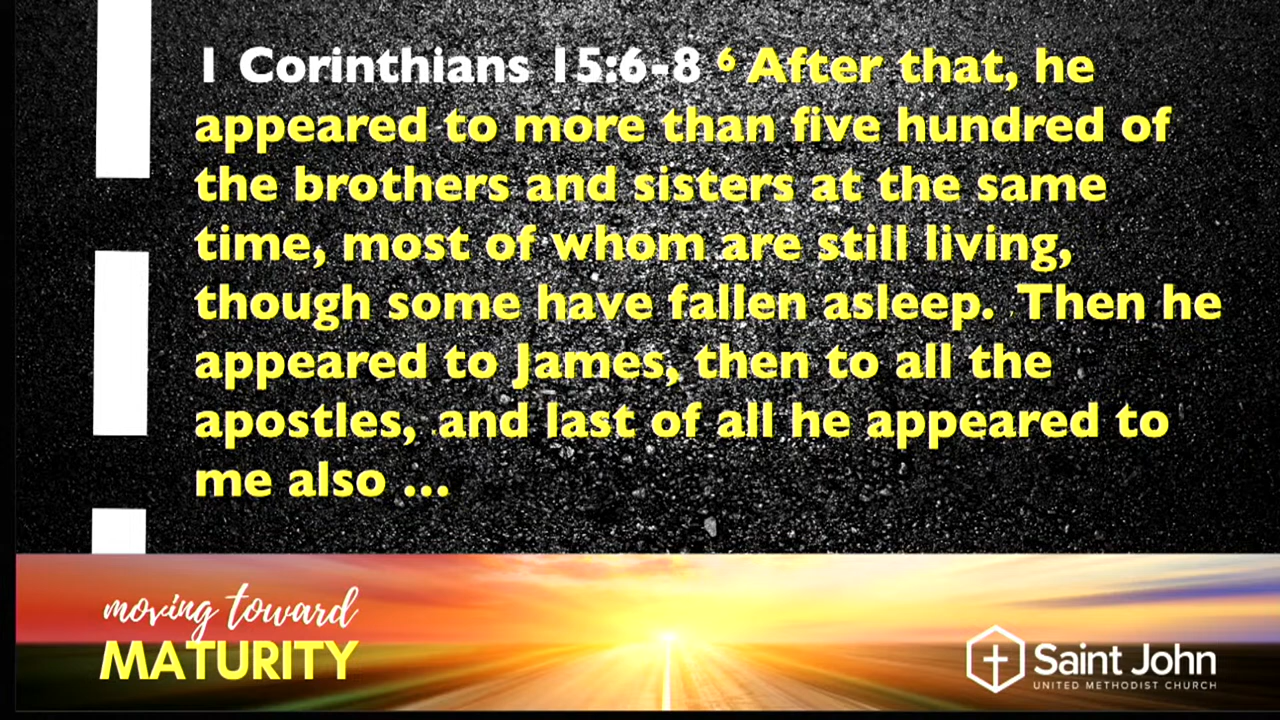 1 Corinthians 15:6-8 ⁶ After that, he
appeared to more than five hundred of
the brothers and sisters at the same
time, most of whom are still living,
though some have fallen asleep. Then he
appeared to James, then to all the
apostles, and last of all he appeared to
me also ...
moving toward
MATURITY
Saint John
UNITED METHODIST CHURCH